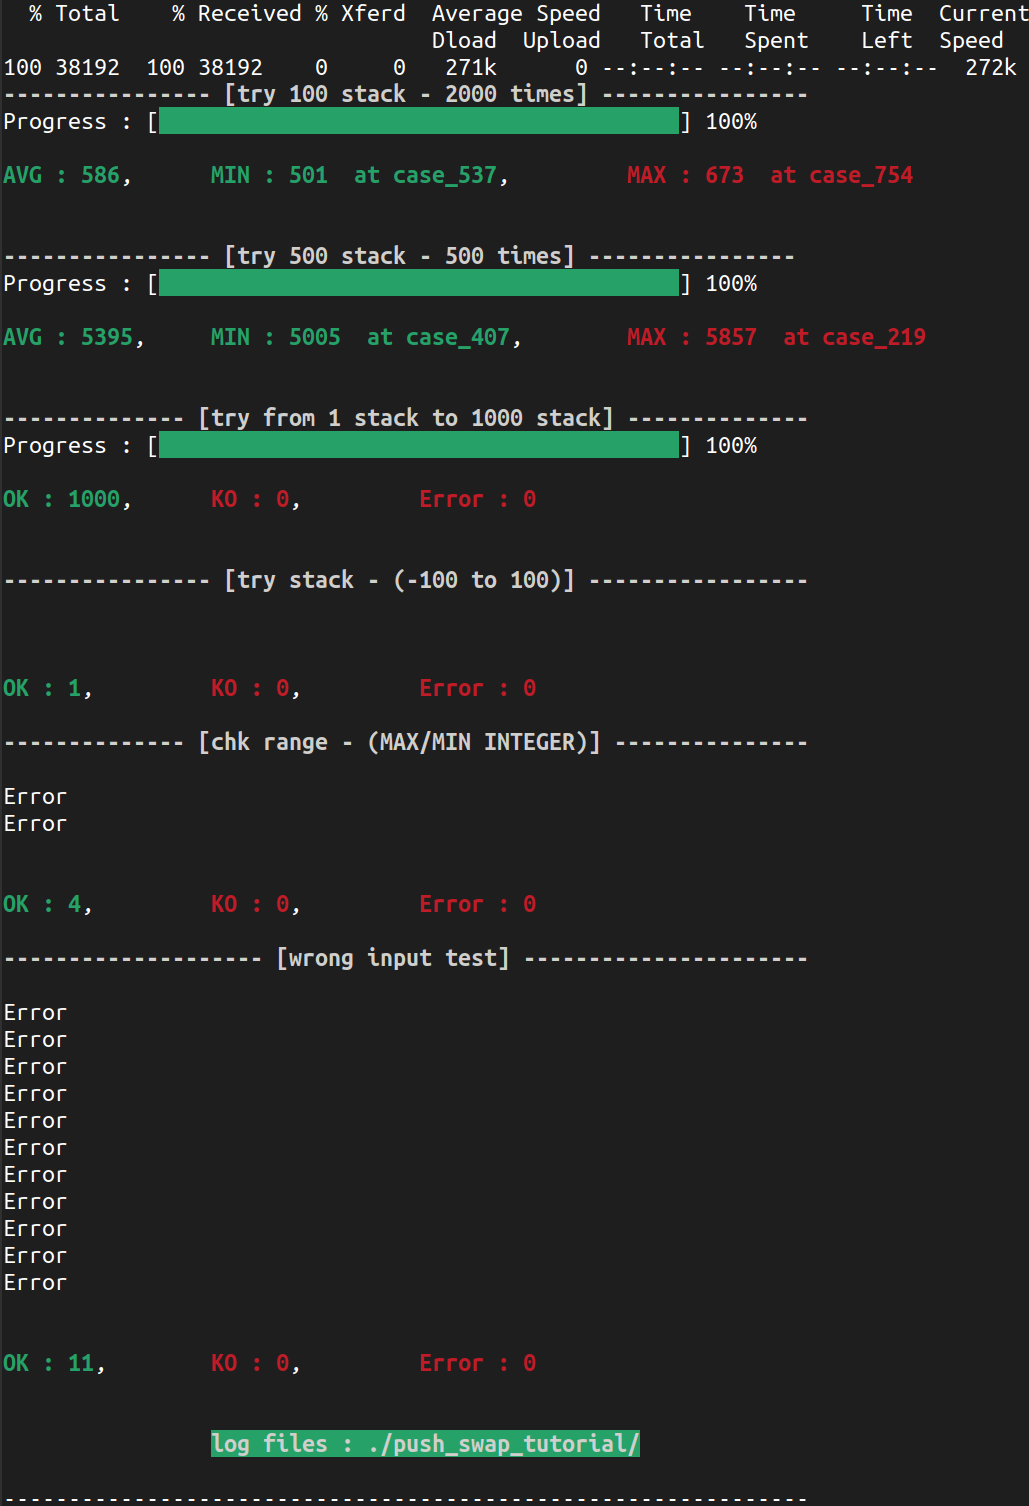 % Total % Received % Xferd Average Speed Time Time Time Current
Dload Upload Total Spent Left Speed
100 38192 100 38192 0 0 271k 0 --:--:-- --:--:-- --:--:-- 272k
---------------- [try 100 stack - 2000 times] ----------------
Progress : [ ] 100%
AVG : 586, MIN : 501 at case_537, MAX : 673 at case_754
---------------- [try 500 stack - 500 times] ----------------
Progress : [ ] 100%
AVG : 5395, MIN : 5005 at case_407, MAX : 5857 at case_219
-------------- [try from 1 stack to 1000 stack] --------------
Progress : [ ] 100%
OK : 1000, KO : 0, Error : 0
---------------- [try stack - (-100 to 100)] -----------------
OK : 1, KO : 0, Error : 0
-------------- [chk range - (MAX/MIN INTEGER)] ---------------
Error
Error
OK : 4, KO : 0, Error : 0
-------------------- [wrong input test] ----------------------
Error
Error
Error
Error
Error
Error
Error
Error
Error
Error
Error
OK : 11, KO : 0, Error : 0
log files : ./push_swap_tutorial/
--------------------------------------------------------------